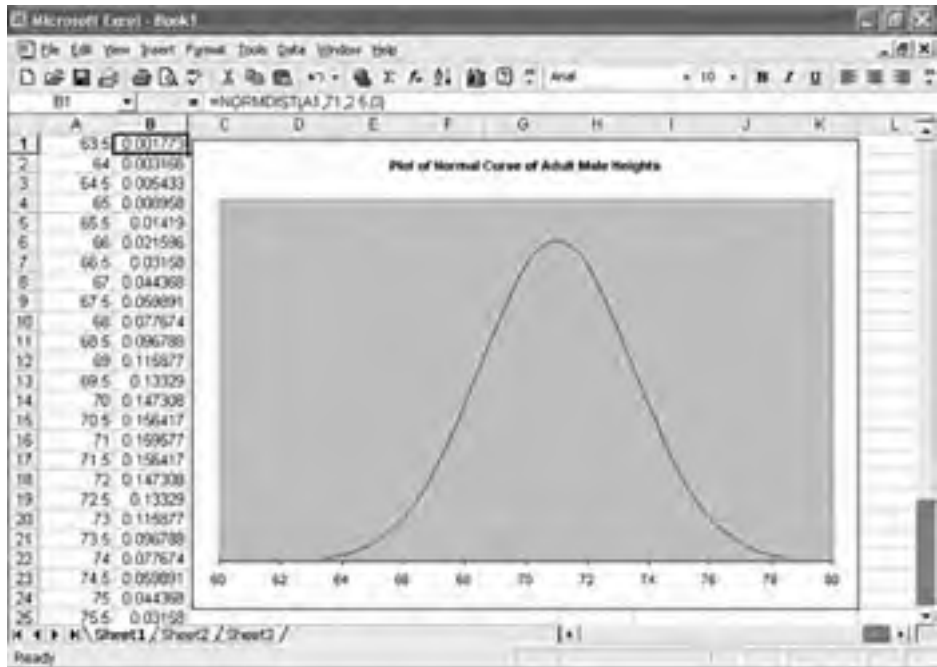 Microsoft Excel - Book1
File Edit View Insert Format Tools Data Window Help
Arial 10 B I U
B1 = =NORMDIST(A1,71,2.5,0)
A B C D E F G H I J K L
1 63.5 0.001773
2 64 0.003166
3 64.5 0.005433
4 65 0.008958
5 65.5 0.01419
6 66 0.021596
7 66.5 0.03158
8 67 0.044368
9 67.5 0.059891
10 68 0.077674
11 68.5 0.096788
12 69 0.115877
13 69.5 0.13329
14 70 0.147308
15 70.5 0.156417
16 71 0.159577
17 71.5 0.156417
18 72 0.147308
19 72.5 0.13329
20 73 0.115877
21 73.5 0.096788
22 74 0.077674
23 74.5 0.059891
24 75 0.044368
25 75.5 0.03158
Plot of Normal Curve of Adult Male Heights
60 62 64 66 68 70 72 74 76 78 80
Sheet1 / Sheet2 / Sheet3 /
Ready